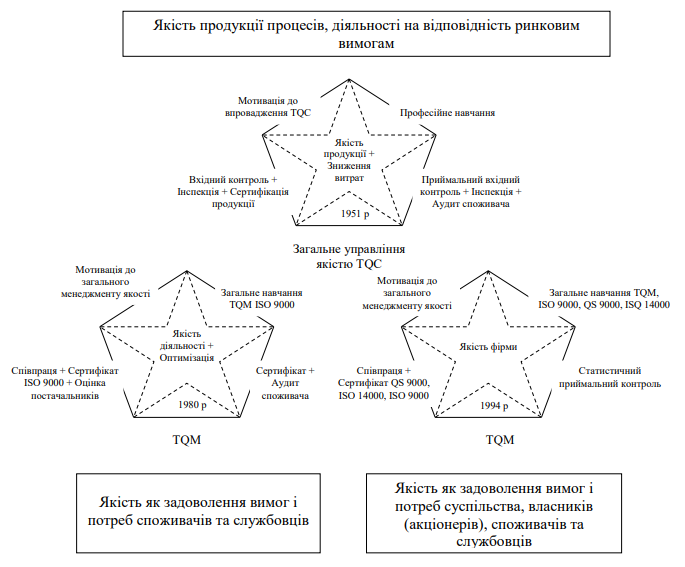 Якість продукції процесів, діяльності на відповідність ринковим
вимогам
Мотивація до
впровадження TQC
Професійне навчання
Якість
продукції +
Зниження
витрат
Вхідний контроль +
Інспекція + Сертифікація
продукції
Приймальний вхідний
контроль + Інспекція +
Аудит споживача
1951 р
Загальне управління
якістю TQC
Мотивація до
загального
менеджменту якості
Загальне навчання
TQM ISO 9000
Якість
діяльності +
Оптимізація
Співпраця + Сертифікат
ISO 9000 + Оцінка
постачальників
Сертифікат +
Аудит
споживача
1980 р
TQM
Мотивація до
загального
менеджменту якості
Загальне навчання TQM,
ISO 9000, QS 9000, ISQ 14000
Якість фірми
Співпраця +
Сертифікат QS 9000,
ISO 14000, ISO 9000
Статистичний
приймальний контроль
1994 р
TQM
Якість як задоволення вимог і
потреб споживачів та службовців
Якість як задоволення вимог і
потреб суспільства, власників
(акціонерів), споживачів та
службовців